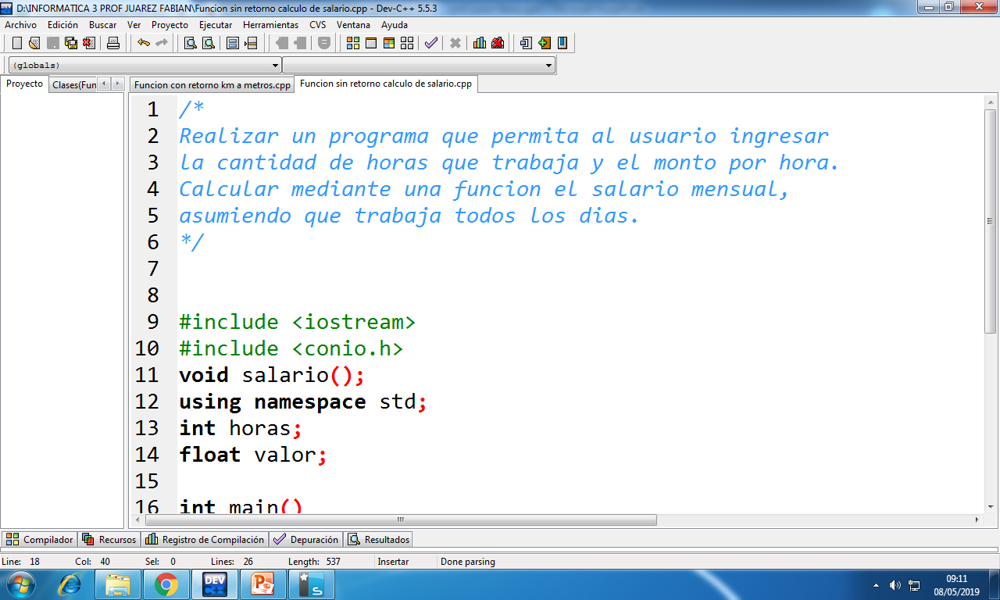 D:\INFORMATICA 3 PROF JUAREZ FABIAN\Funcion sin retorno calculo de salario.cpp - Dev-C++ 5.5.3
Archivo Edición Buscar Ver Proyecto Ejecutar Herramientas CVS Ventana Ayuda
(globals)
Proyecto Clases(Fun Funcion con retorno km a metros.cpp Funcion sin retorno calculo de salario.cpp
1 /*
2 Realizar un programa que permita al usuario ingresar
3 la cantidad de horas que trabaja y el monto por hora.
4 Calcular mediante una funcion el salario mensual,
5 asumiendo que trabaja todos los dias.
6 */
7
8
9 #include <iostream>
10 #include <conio.h>
11 void salario();
12 using namespace std;
13 int horas;
14 float valor;
15
16 int main()
Compilador Recursos Registro de Compilación Depuración Resultados
Line: 18 Col: 40 Sel: 0 Lines: 26 Length: 537 Insertar Done parsing
DEV C++
09:11
08/05/2019